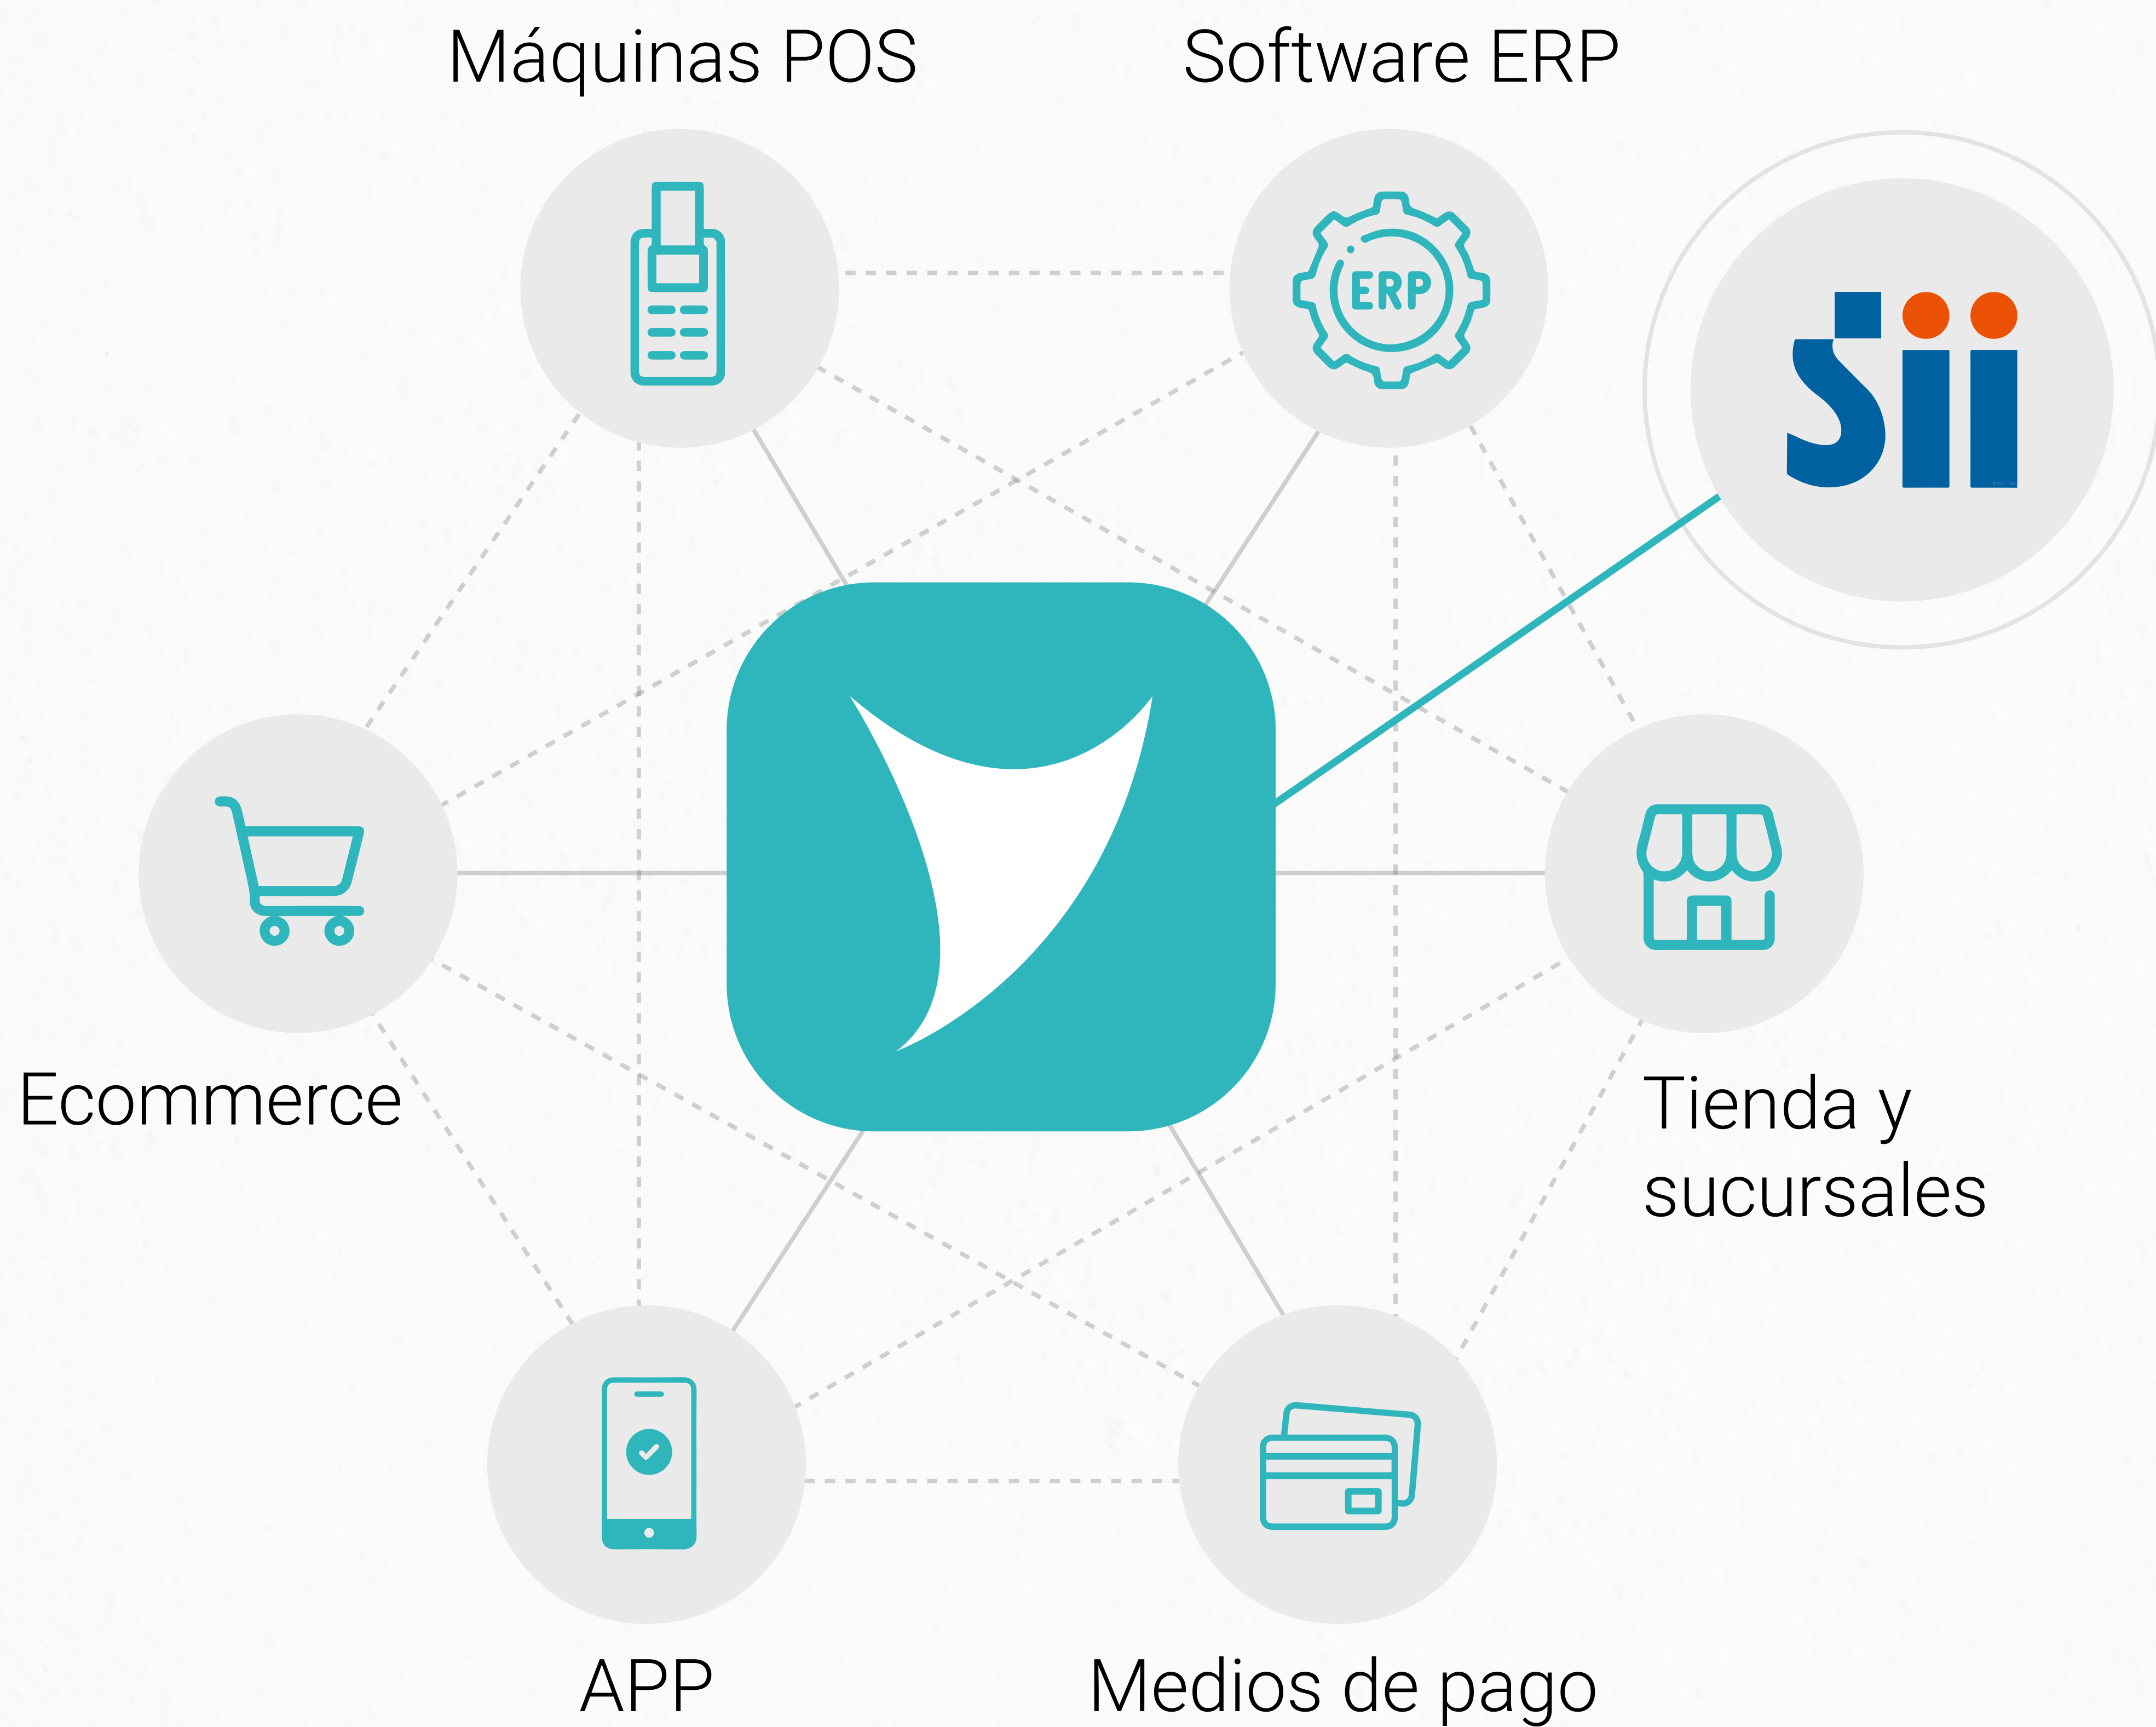 Máquinas POS
Software ERP
ERP
Sii
Ecommerce
Tienda y
sucursales
APP
Medios de pago